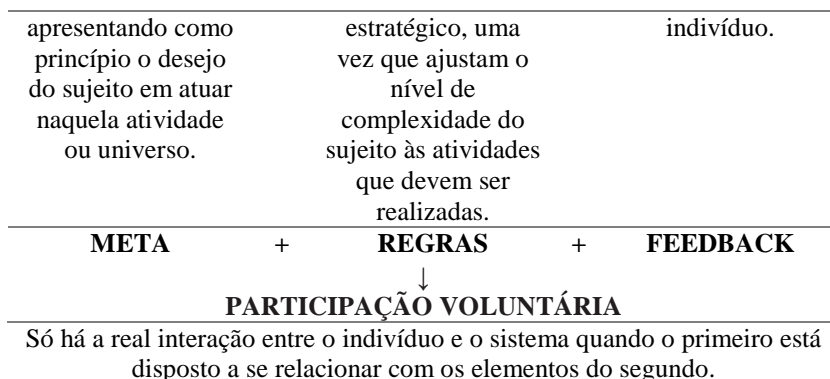 apresentando como
princípio o desejo
do sujeito em atuar
naquela atividade
ou universo.
estratégico, uma
vez que ajustam o
nível de
complexidade do
sujeito às atividades
que devem ser
realizadas.
indivíduo.
META + REGRAS + FEEDBACK
↓
PARTICIPAÇÃO VOLUNTÁRIA
Só há a real interação entre o indivíduo e o sistema quando o primeiro está
disposto a se relacionar com os elementos do segundo.